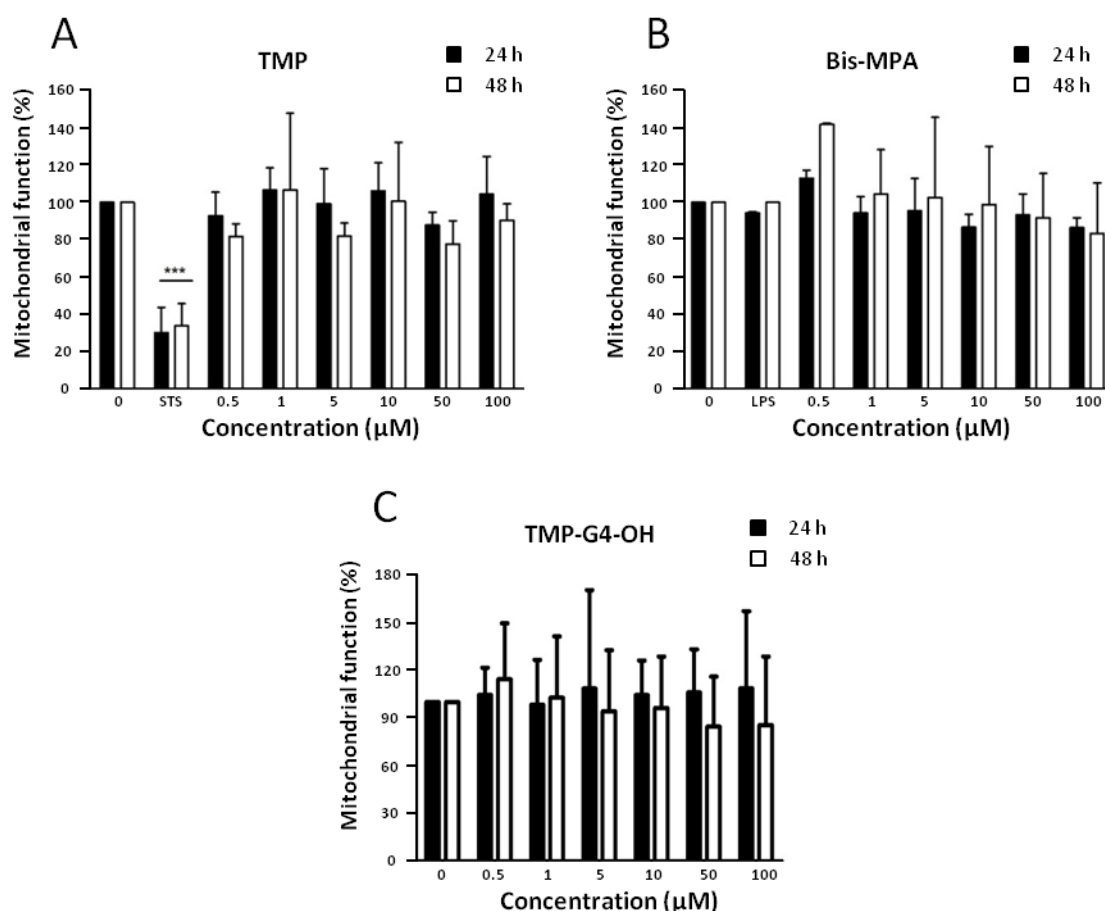 A
TMP
24 h
48 h
Mitochondrial function (%)
160
140
120
100
80
60
40
20
0
***
0 STS 0.5 1 5 10 50 100
Concentration (µM)
B
Bis-MPA
24 h
48 h
Mitochondrial function (%)
160
140
120
100
80
60
40
20
0
0 LPS 0.5 1 5 10 50 100
Concentration (µM)
C
TMP-G4-OH
24 h
48 h
Mitochondrial function (%)
180
150
120
90
60
30
0
0 0.5 1 5 10 50 100
Concentration (µM)